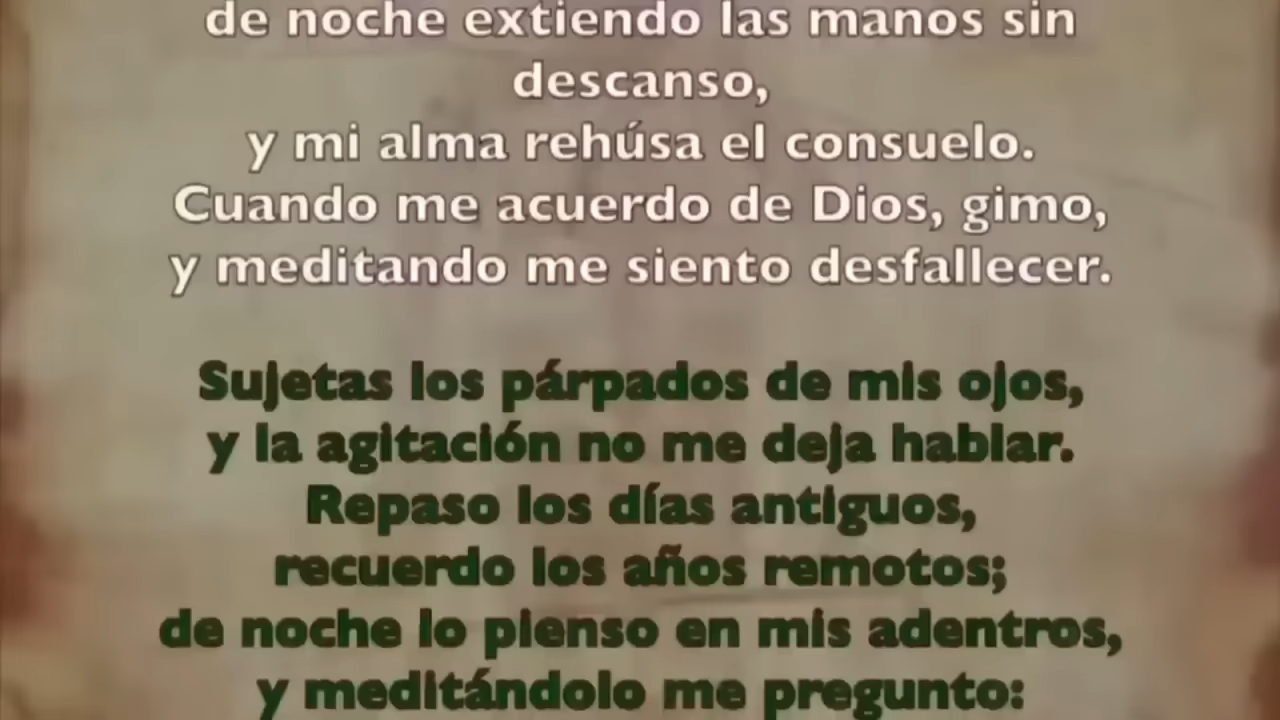 de noche extiendo las manos sin
descanso,
y mi alma rehúsa el consuelo.
Cuando me acuerdo de Dios, gimo,
y meditando me siento desfallecer.
Sujetas los párpados de mis ojos,
y la agitación no me deja hablar.
Repaso los días antiguos,
recuerdo los años remotos;
de noche lo pienso en mis adentros,
y meditándolo me pregunto: